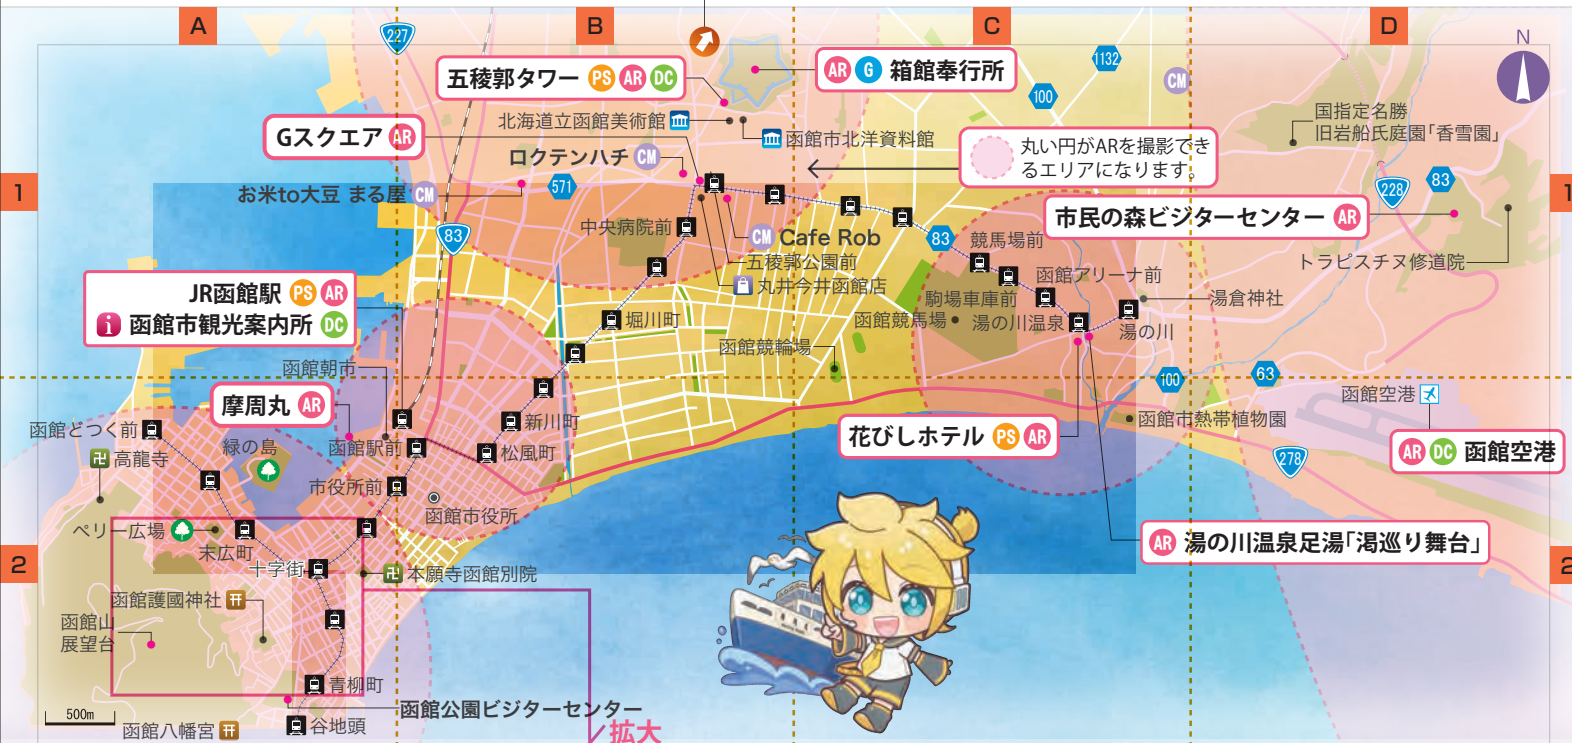 A
B
C
D
N
227
五稜郭タワー PS AR DC
AR G 箱館奉行所
1132
100
CM
北海道立函館美術館
函館市北洋資料館
国指定名勝
旧岩船氏庭園「香雪園」
Gスクエア AR
ロクテンハチ CM
丸い円がARを撮影でき
るエリアになります。
1
お米to大豆 まる屋 CM
571
228
83
1
市民の森ビジターセンター AR
中央病院前
83
CM Cafe Rob
83
競馬場前
五稜郭公園前
函館アリーナ前
トラピスチヌ修道院
JR函館駅 PS AR
i 函館市観光案内所 DC
丸井今井函館店
駒場車庫前
湯倉神社
堀川町
函館競馬場
湯の川温泉
湯の川
函館競輪場
函館朝市
100
63
摩周丸 AR
函館空港
函館どつく前
緑の島
函館駅前
新川町
花びしホテル PS AR
函館市熱帯植物園
高龍寺
松風町
AR DC 函館空港
278
市役所前
函館市役所
ペリー広場
末広町
AR 湯の川温泉足湯「湯巡り舞台」
2
十字街
本願寺函館別院
2
函館護國神社
函館山
展望台
青柳町
函館公園ビジターセンター
500m
函館八幡宮
谷地頭
拡大